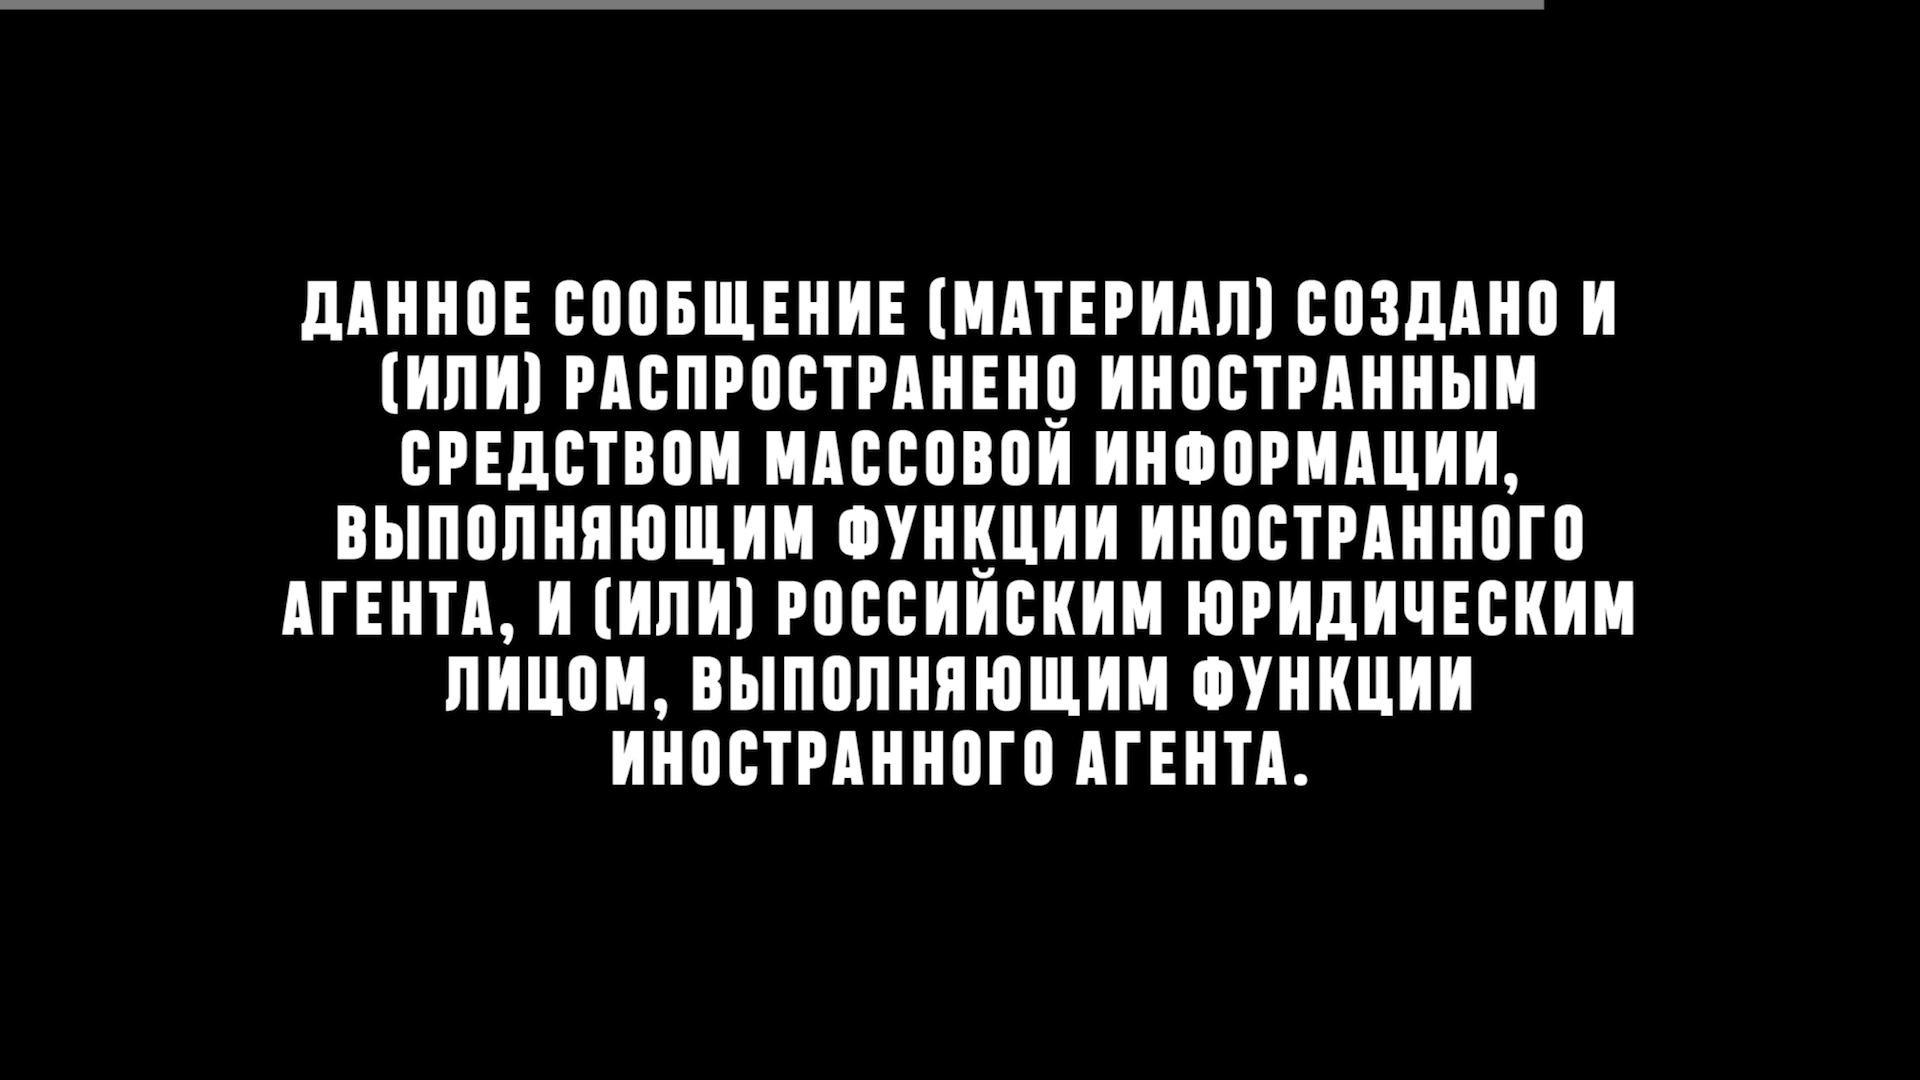 ДАННОЕ СООБЩЕНИЕ (МАТЕРИАЛ) СОЗДАНО И
(ИЛИ) РАСПРОСТРАНЕНО ИНОСТРАННЫМ
СРЕДСТВОМ МАССОВОЙ ИНФОРМАЦИИ,
ВЫПОЛНЯЮЩИМ ФУНКЦИИ ИНОСТРАННОГО
АГЕНТА, И (ИЛИ) РОССИЙСКИМ ЮРИДИЧЕСКИМ
ЛИЦОМ, ВЫПОЛНЯЮЩИМ ФУНКЦИИ
ИНОСТРАННОГО АГЕНТА.